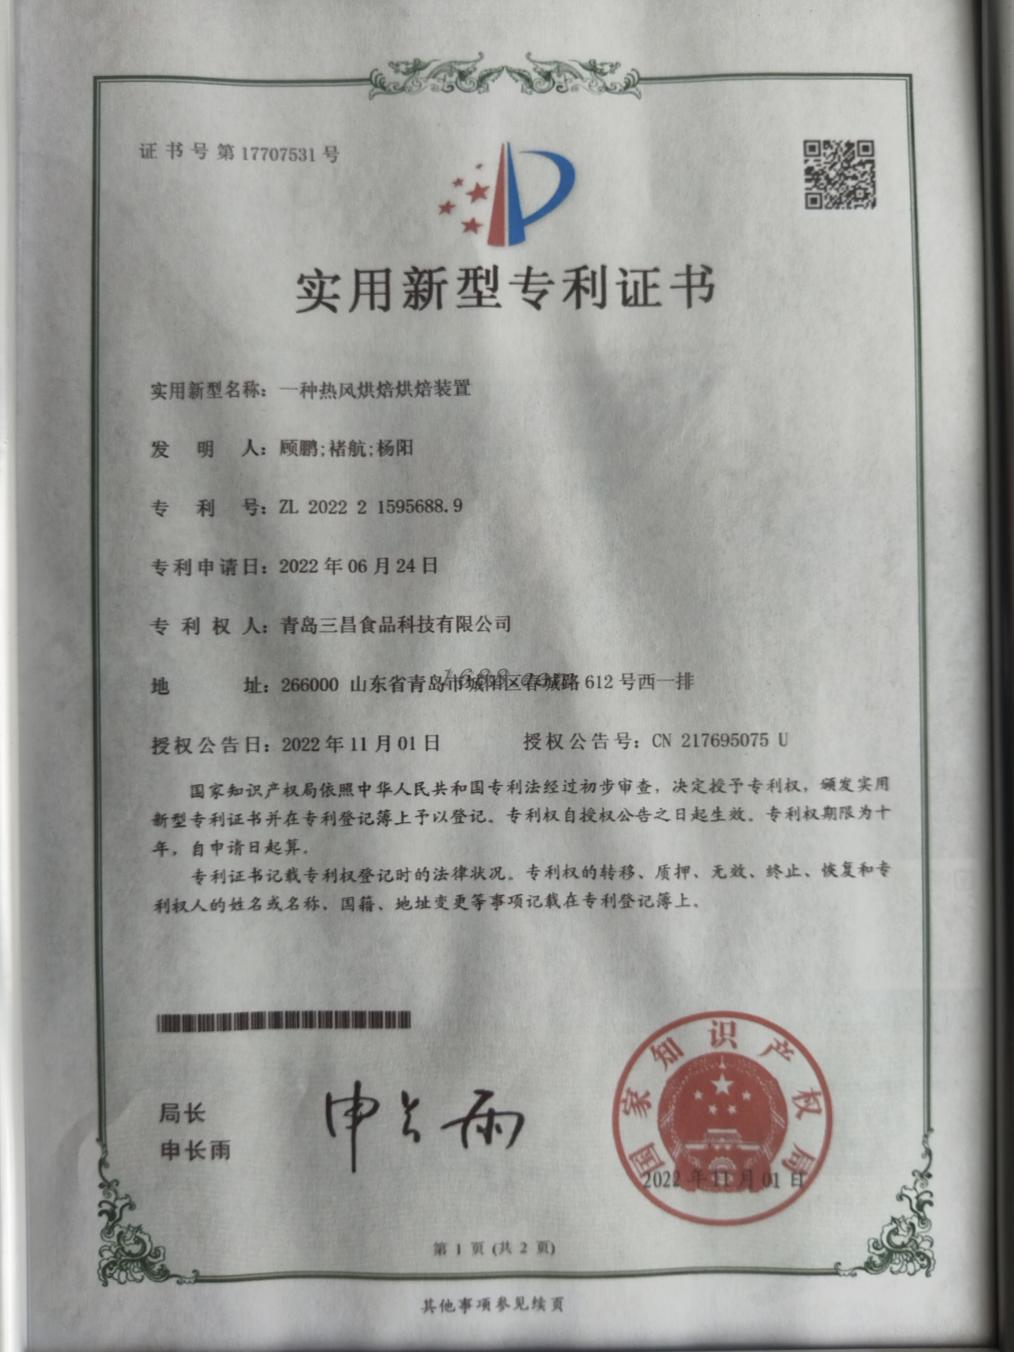 证书号第17707531号
实用新型专利证书
实用新型名称：一种热风烘焙烘焙装置
发明人：顾鹏;褚航;杨阳
专利号：ZL 2022 2 1595688.9
专利申请日：2022年06月24日
专利权人：青岛三昌食品科技有限公司
地址：266000 山东省青岛市城阳区春城路612号西一排
授权公告日：2022年11月01日 授权公告号：CN 217695075 U
国家知识产权局依照中华人民共和国专利法经过初步审查，决定授予专利权，颁发实用
新型专利证书并在专利登记簿上予以登记。专利权自授权公告之日起生效。专利权期限为十
年，自申请日起算。
专利证书记载专利权登记时的法律状况。专利权的转移、质押、无效、终止、恢复和专
利权人的姓名或名称、国籍、地址变更等事项记载在专利登记簿上。
局长
申长雨
申长雨
国家知识产权局
2022年11月01日
第 1 页 (共 2 页)
其他事项参见续页